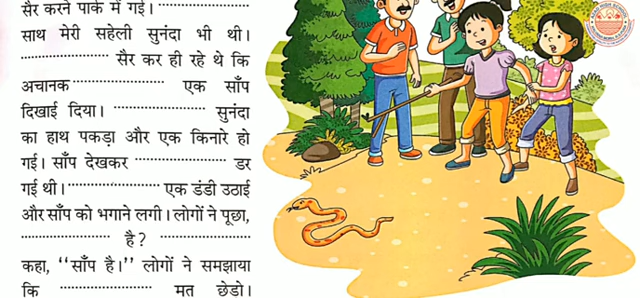 सैर करने पार्क में गई। ....................
साथ मेरी सहेली सुनंदा भी थी।
.................... सैर कर ही रहे थे कि
अचानक .................... एक साँप
दिखाई दिया। .................... सुनंदा
का हाथ पकड़ा और एक किनारे हो
गई। साँप देखकर .................... डर
गई थी। .................... एक डंडी उठाई
और साँप को भगाने लगी। लोगों ने पूछा,
.................... है?
कहा, “साँप है।” लोगों ने समझाया
कि .................... मत छेडो।